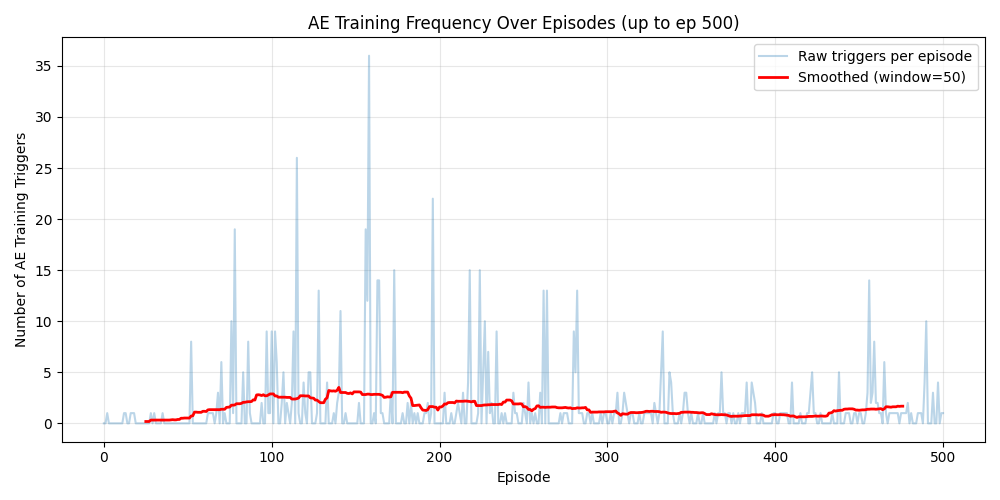 AE Training Frequency Over Episodes (up to ep 500)
Raw triggers per episode
Smoothed (window=50)
Number of AE Training Triggers
35
30
25
20
15
10
5
0
0 100 200 300 400 500
Episode